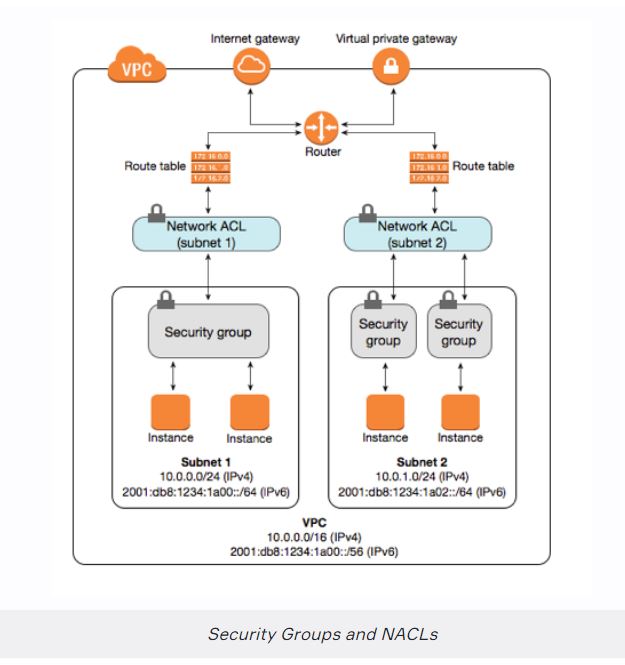 Internet gateway
Virtual private gateway
VPC
Router
Route table
172.16.0.0
172.16.2.0
172.16.0.0
172.16.1.0
172.16.2.0
Route table
Network ACL
(subnet 1)
Network ACL
(subnet 2)
Security group
Security
group
Security
group
Instance
Instance
Instance
Instance
Subnet 1
10.0.0.0/24 (IPv4)
2001:db8:1234:1a00::/64 (IPv6)
Subnet 2
10.0.1.0/24 (IPv4)
2001:db8:1234:1a02::/64 (IPv6)
VPC
10.0.0.0/16 (IPv4)
2001:db8:1234:1a00::/56 (IPv6)
Security Groups and NACLs